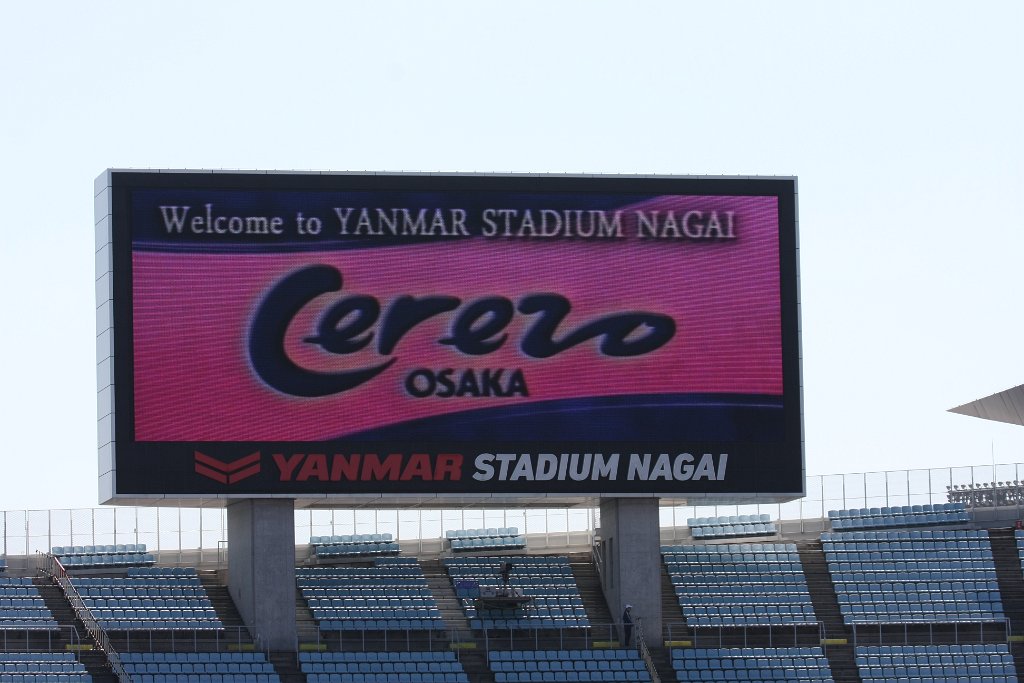 Welcome to YANMAR STADIUM NAGAI
Cerezo
OSAKA
YANMAR STADIUM NAGAI